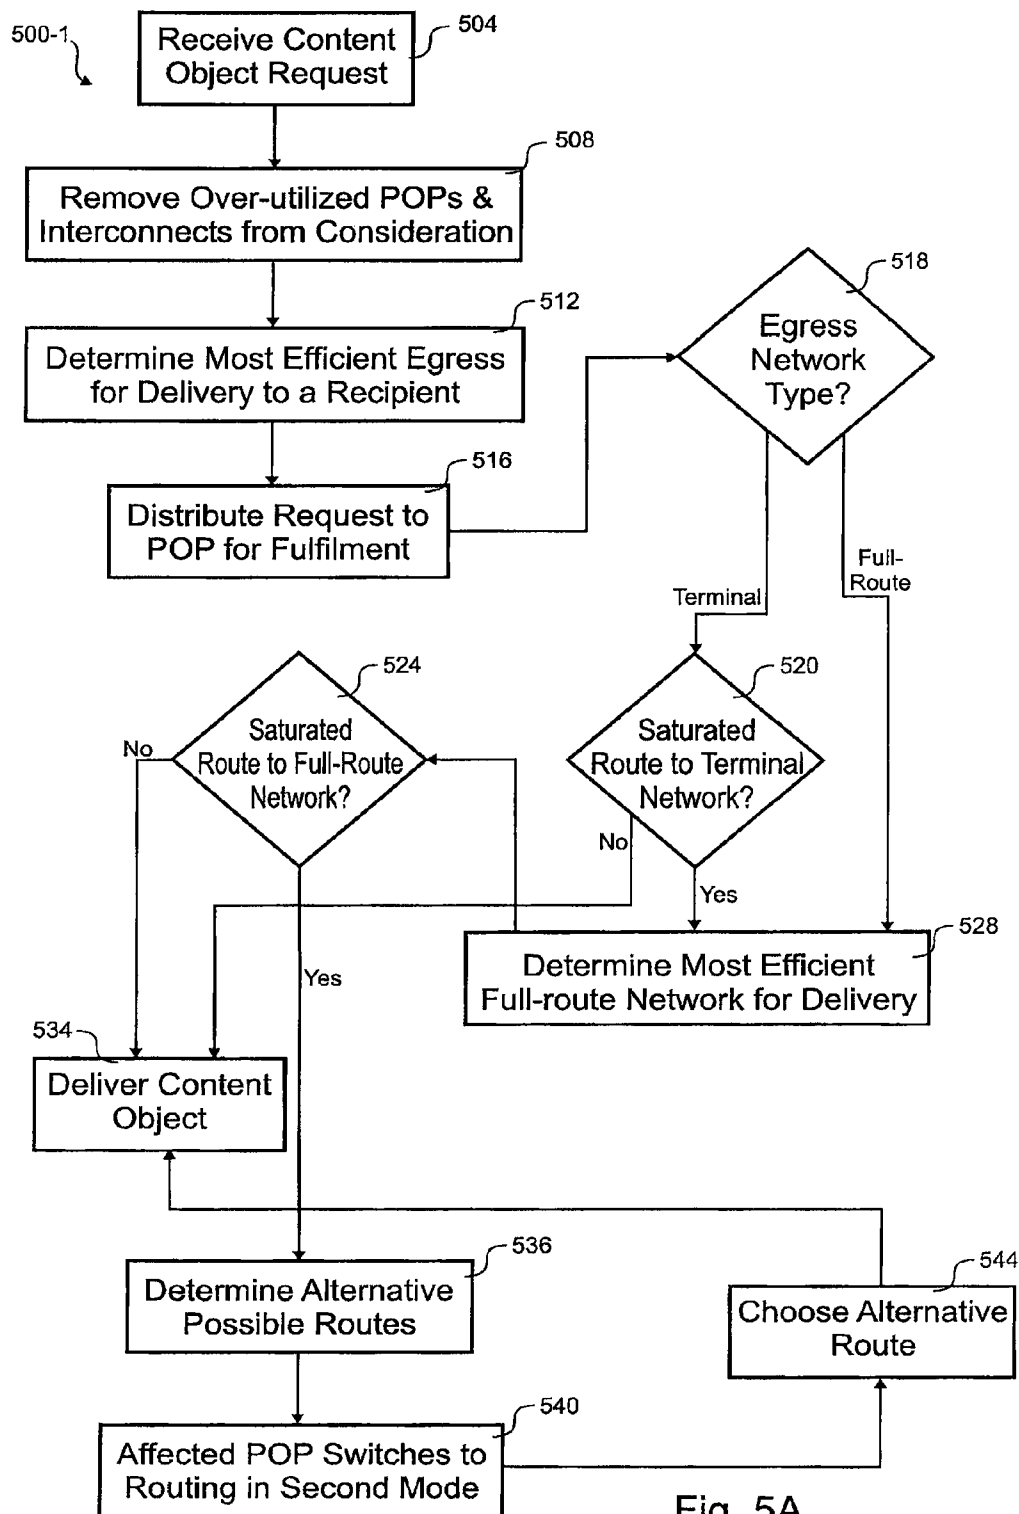 500-1
504
Receive Content
Object Request
508
Remove Over-utilized POPs &
Interconnects from Consideration
512
Determine Most Efficient Egress
for Delivery to a Recipient
516
Distribute Request to
POP for Fulfilment
518
Egress
Network
Type?
Terminal
Full-
Route
520
Saturated
Route to Terminal
Network?
No
Yes
524
Saturated
Route to Full-Route
Network?
No
Yes
528
Determine Most Efficient
Full-route Network for Delivery
534
Deliver Content
Object
536
Determine Alternative
Possible Routes
540
Affected POP Switches to
Routing in Second Mode
544
Choose Alternative
Route
Fig. 5A